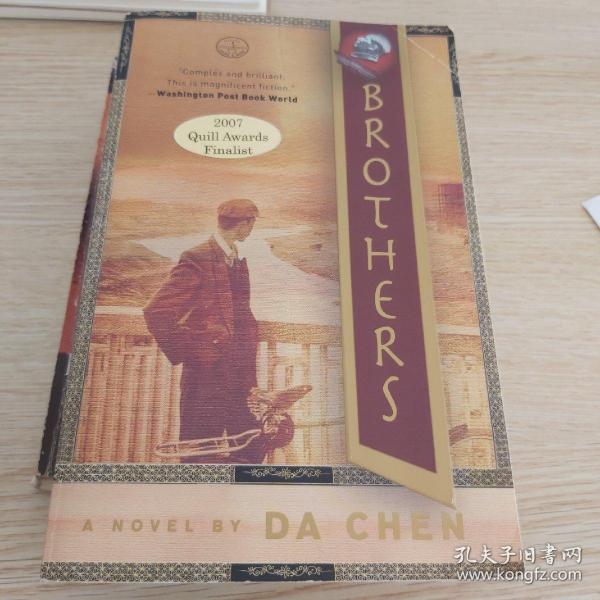 "Complex and brilliant.
This is magnificent fiction."
—Washington Post Book World
2007
Quill Awards
Finalist
BROTHERS
A NOVEL BY DA CHEN
孔夫子旧书网
www.kongfz.com